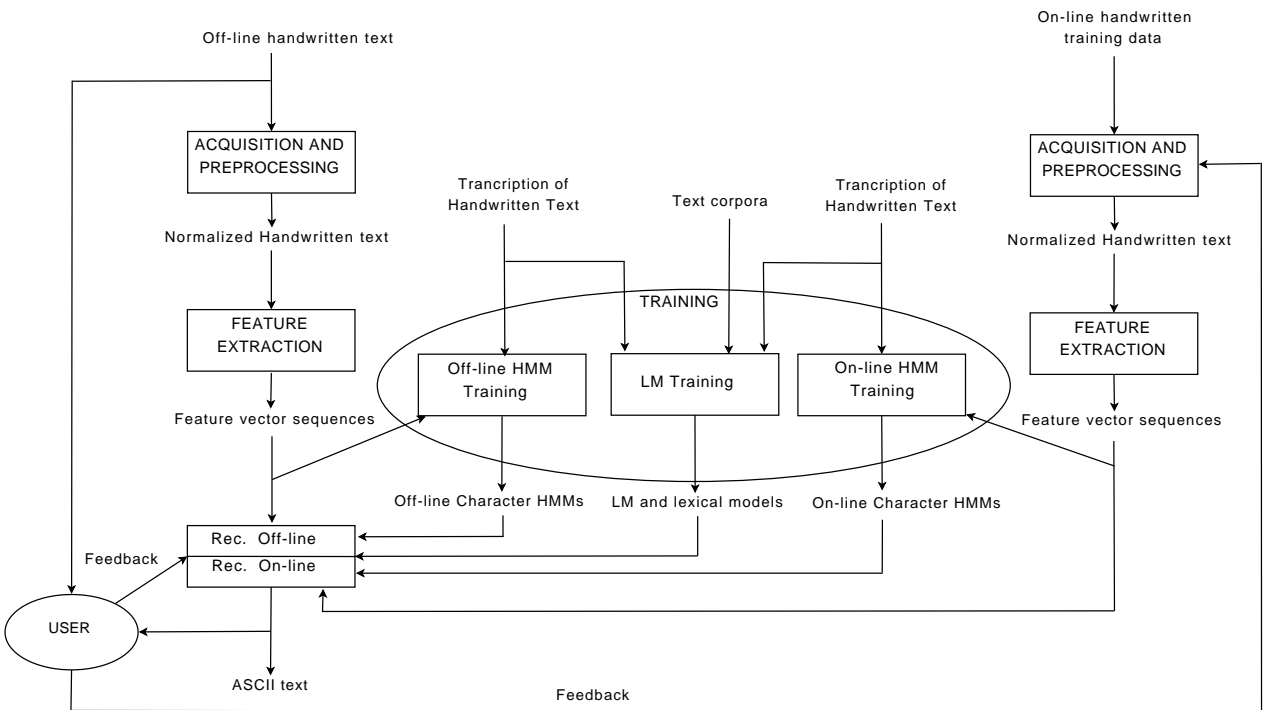 Off-line handwritten text
On-line handwritten
training data
ACQUISITION AND
PREPROCESSING
ACQUISITION AND
PREPROCESSING
Trancription of
Handwritten Text
Text corpora
Trancription of
Handwritten Text
Normalized Handwritten text
Normalized Handwritten text
TRAINING
FEATURE
EXTRACTION
FEATURE
EXTRACTION
Off-line HMM
Training
LM Training
On-line HMM
Training
Feature vector sequences
Feature vector sequences
Off-line Character HMMs
LM and lexical models
On-line Character HMMs
Rec. Off-line
Rec. On-line
Feedback
USER
ASCII text
Feedback